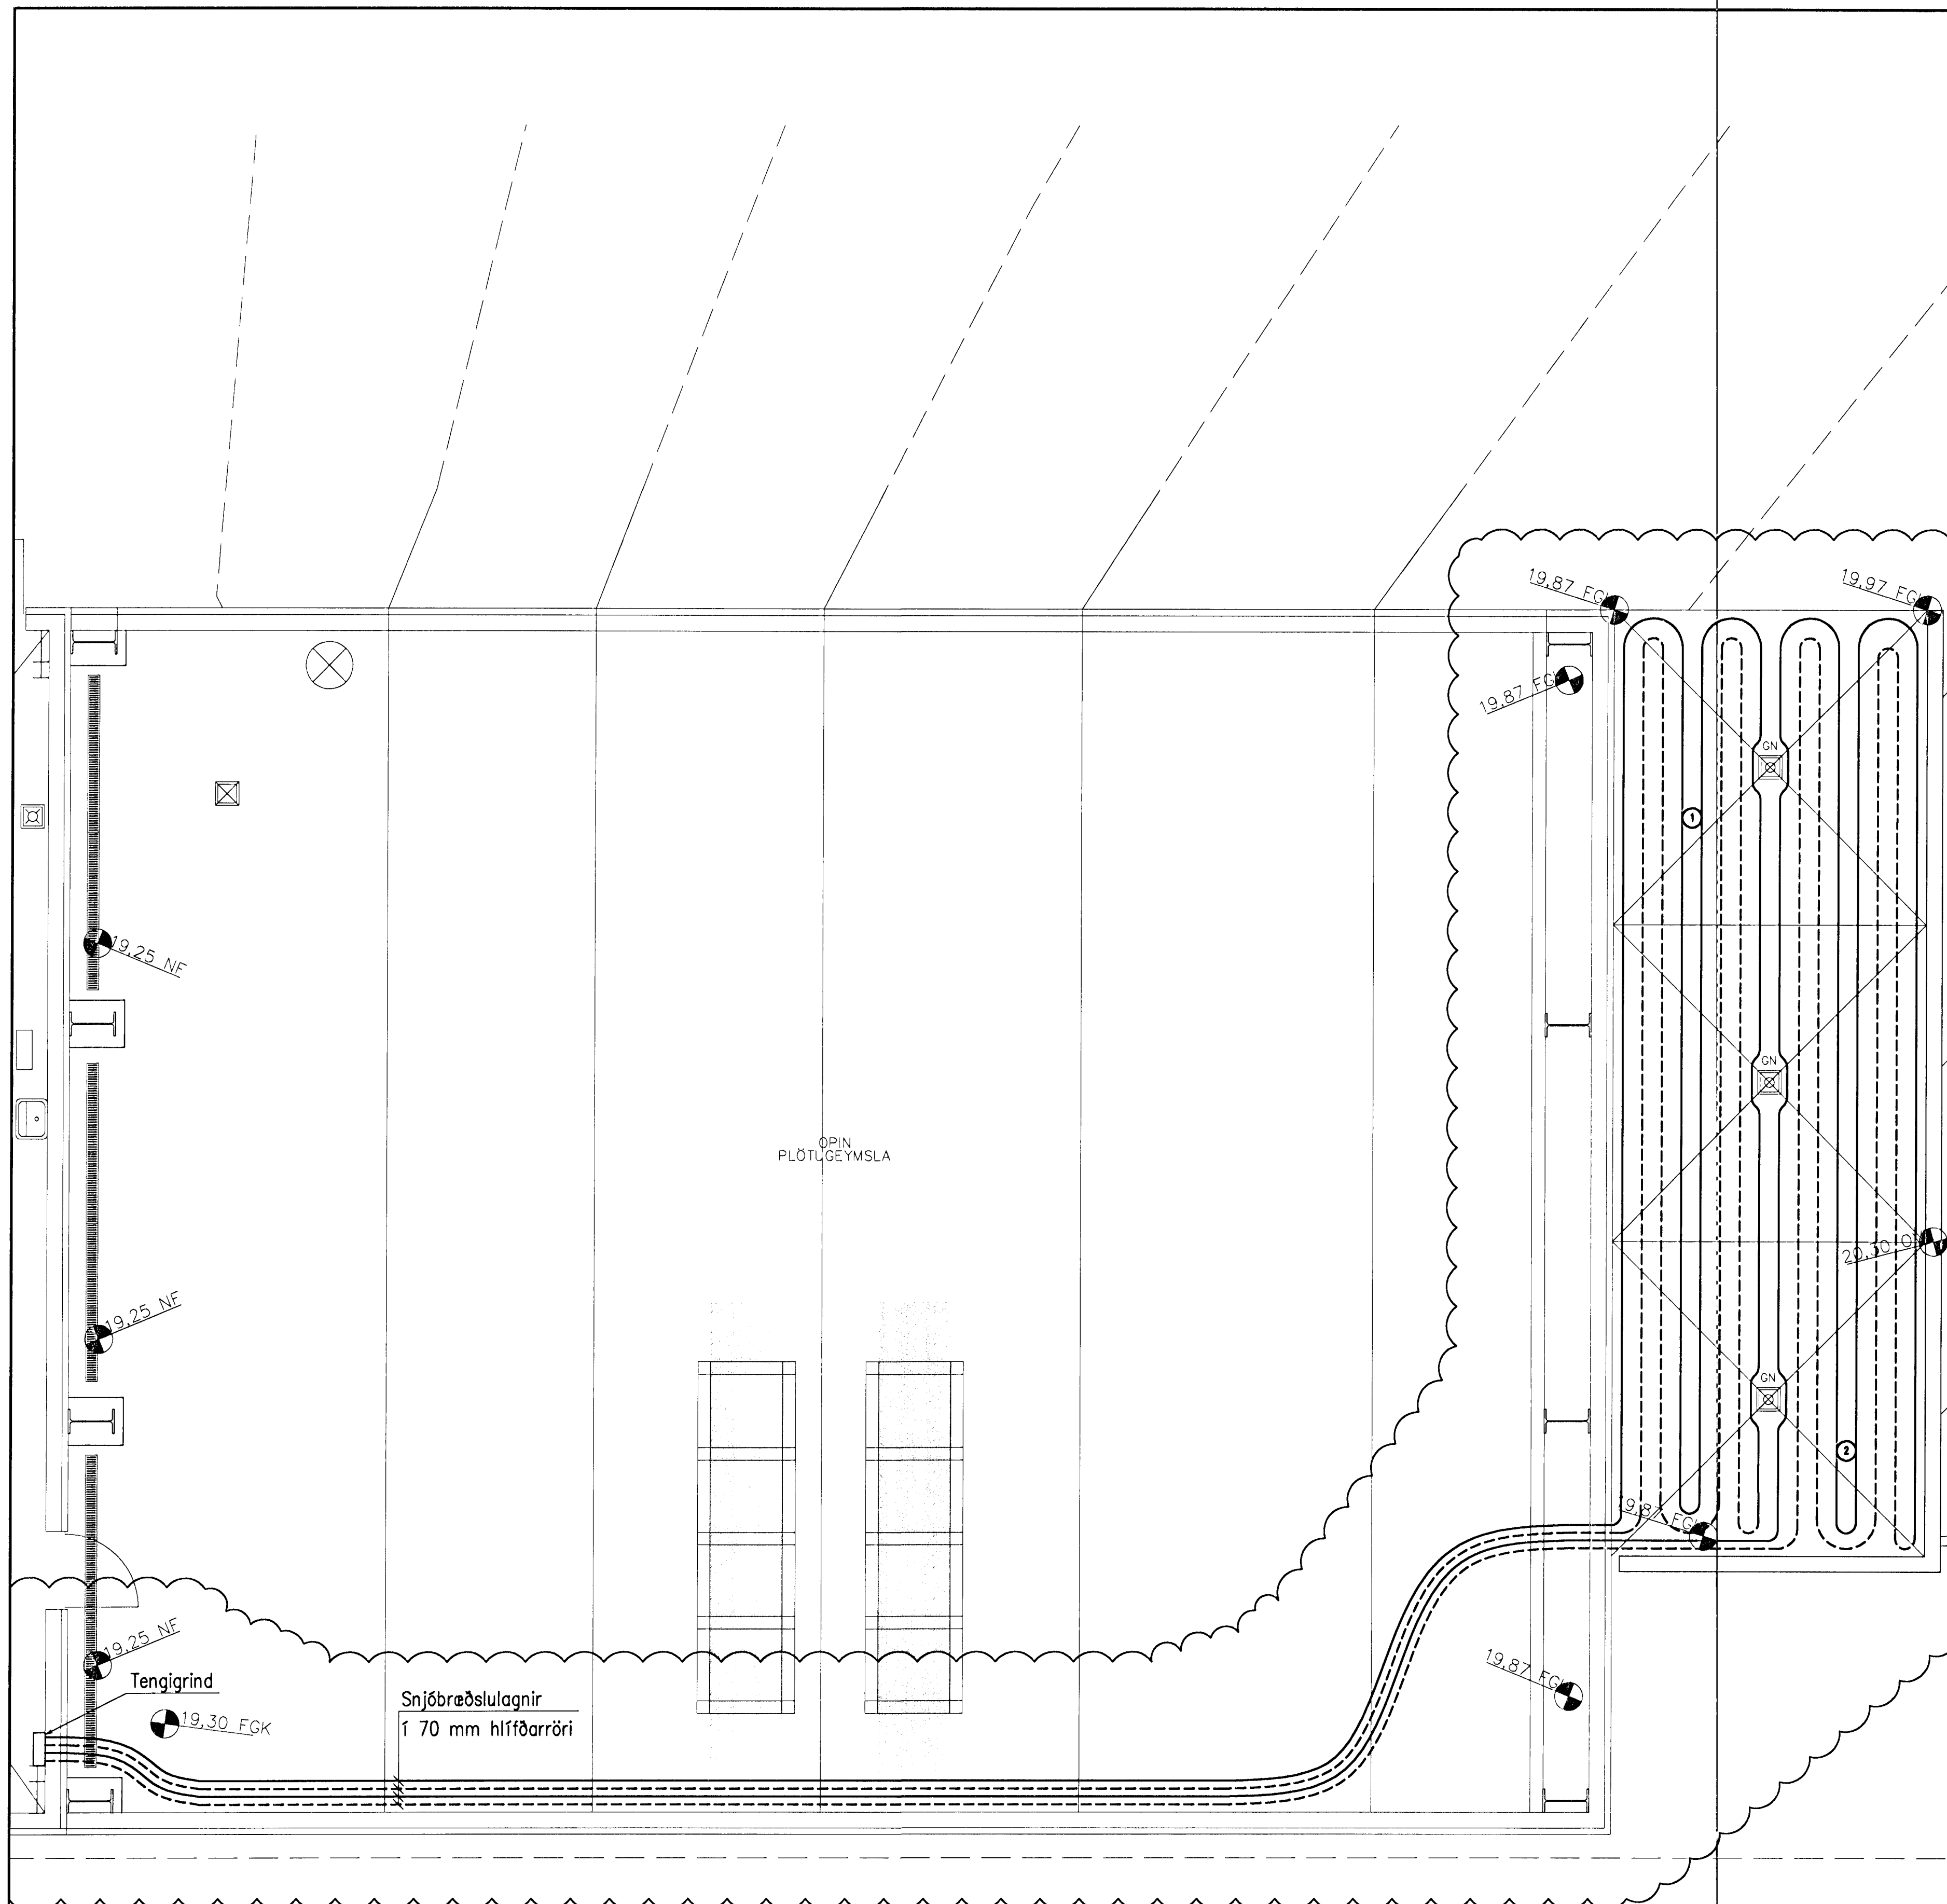 19,87 FGK
19,97 FGK
19,87 FGK
GN
1
19,25 NF
GN
OPIN
PLÖTUGEYMSLA
20,30
19,25 NF
GN
2
19,87 FGK
19,25 NF
Tengigrind
19,87 FGK
Snjóbræðslulagnir
í 70 mm hlífðarröri
19,30 FGK